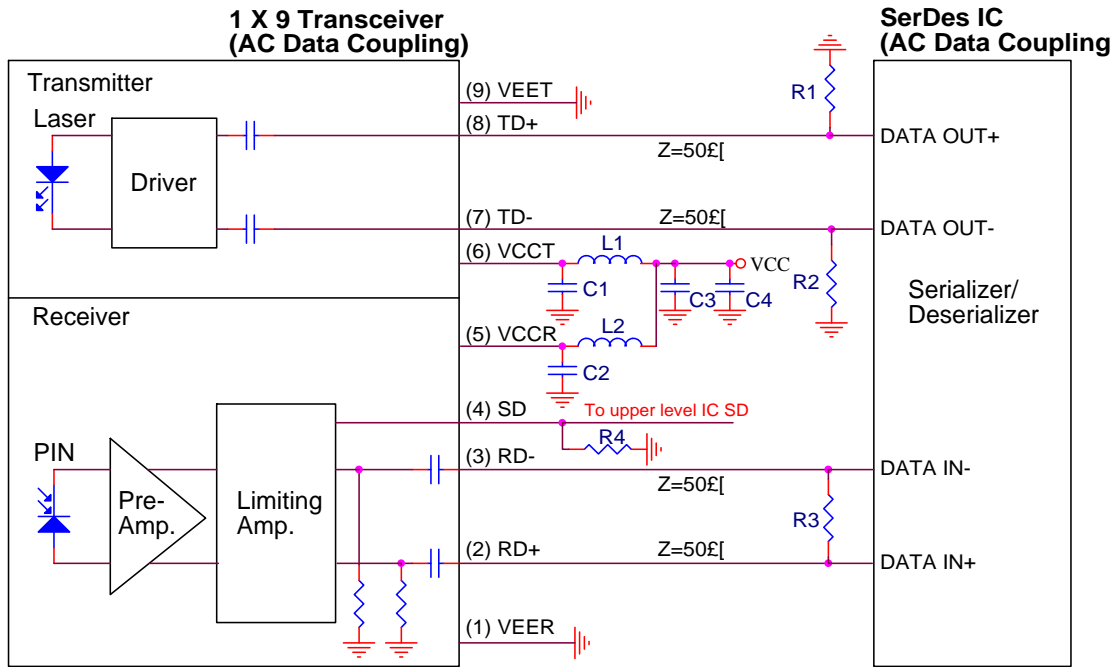 1 X 9 Transceiver
(AC Data Coupling)
SerDes IC
(AC Data Coupling
Transmitter
Laser
Driver
(9) VEET
(8) TD+
Z=50£[
R1
DATA OUT+
(7) TD-
Z=50£[
DATA OUT-
(6) VCCT
L1
VCC
C1
C3
C4
R2
Serializer/
Deserializer
Receiver
(5) VCCR
L2
C2
(4) SD
To upper level IC SD
R4
PIN
Pre-
Amp.
Limiting
Amp.
(3) RD-
Z=50£[
DATA IN-
R3
(2) RD+
Z=50£[
DATA IN+
(1) VEER